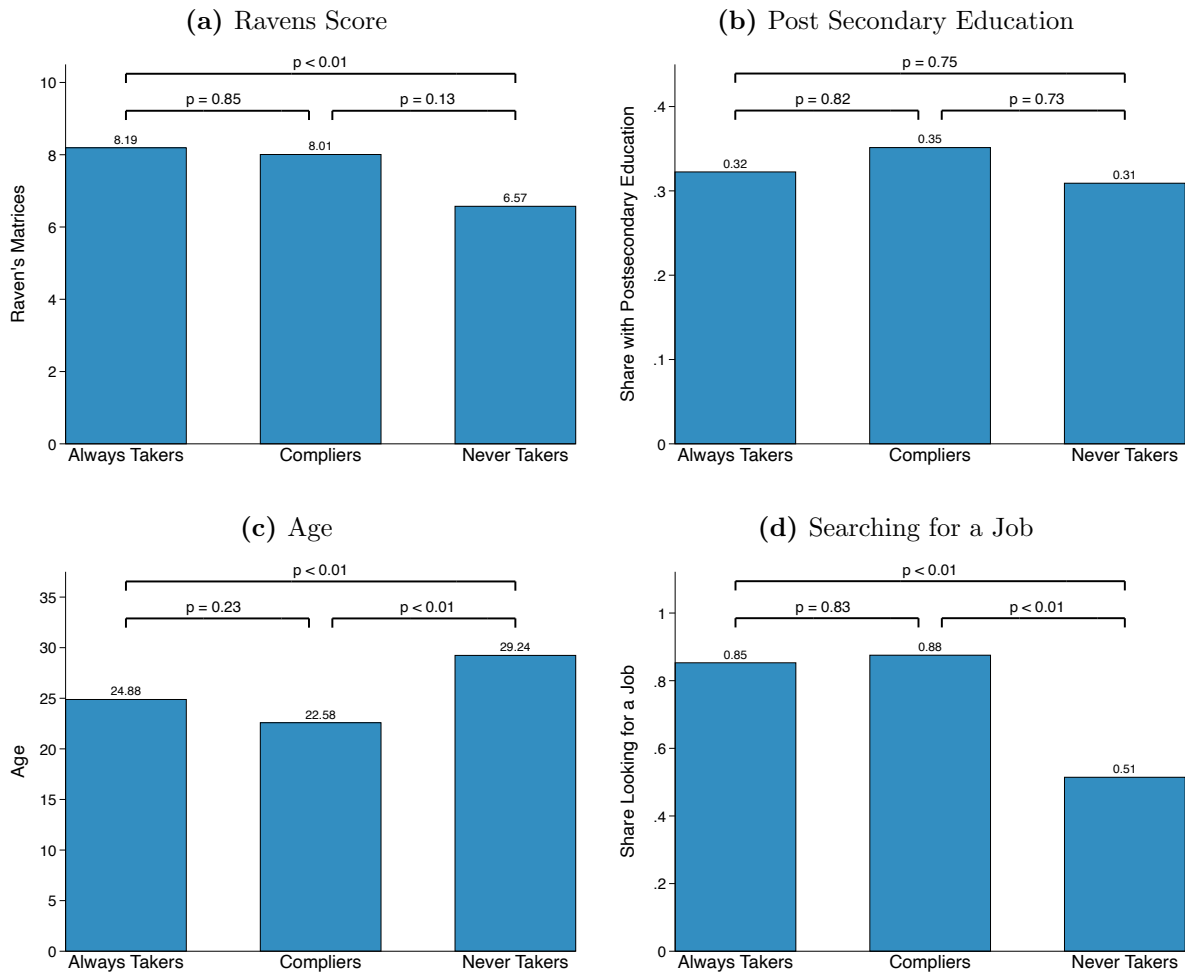 (a) Ravens Score
p < 0.01
p = 0.85 p = 0.13
10
8
6
4
2
0
Raven's Matrices
8.19
8.01
6.57
Always Takers Compliers Never Takers
(b) Post Secondary Education
p = 0.75
p = 0.82 p = 0.73
.4
.3
.2
.1
0
Share with Postsecondary Education
0.32
0.35
0.31
Always Takers Compliers Never Takers
(c) Age
p < 0.01
p = 0.23 p < 0.01
35
30
25
20
15
10
5
0
Age
24.88
22.58
29.24
Always Takers Compliers Never Takers
(d) Searching for a Job
p < 0.01
p = 0.83 p < 0.01
1
.8
.6
.4
.2
0
Share Looking for a Job
0.85
0.88
0.51
Always Takers Compliers Never Takers